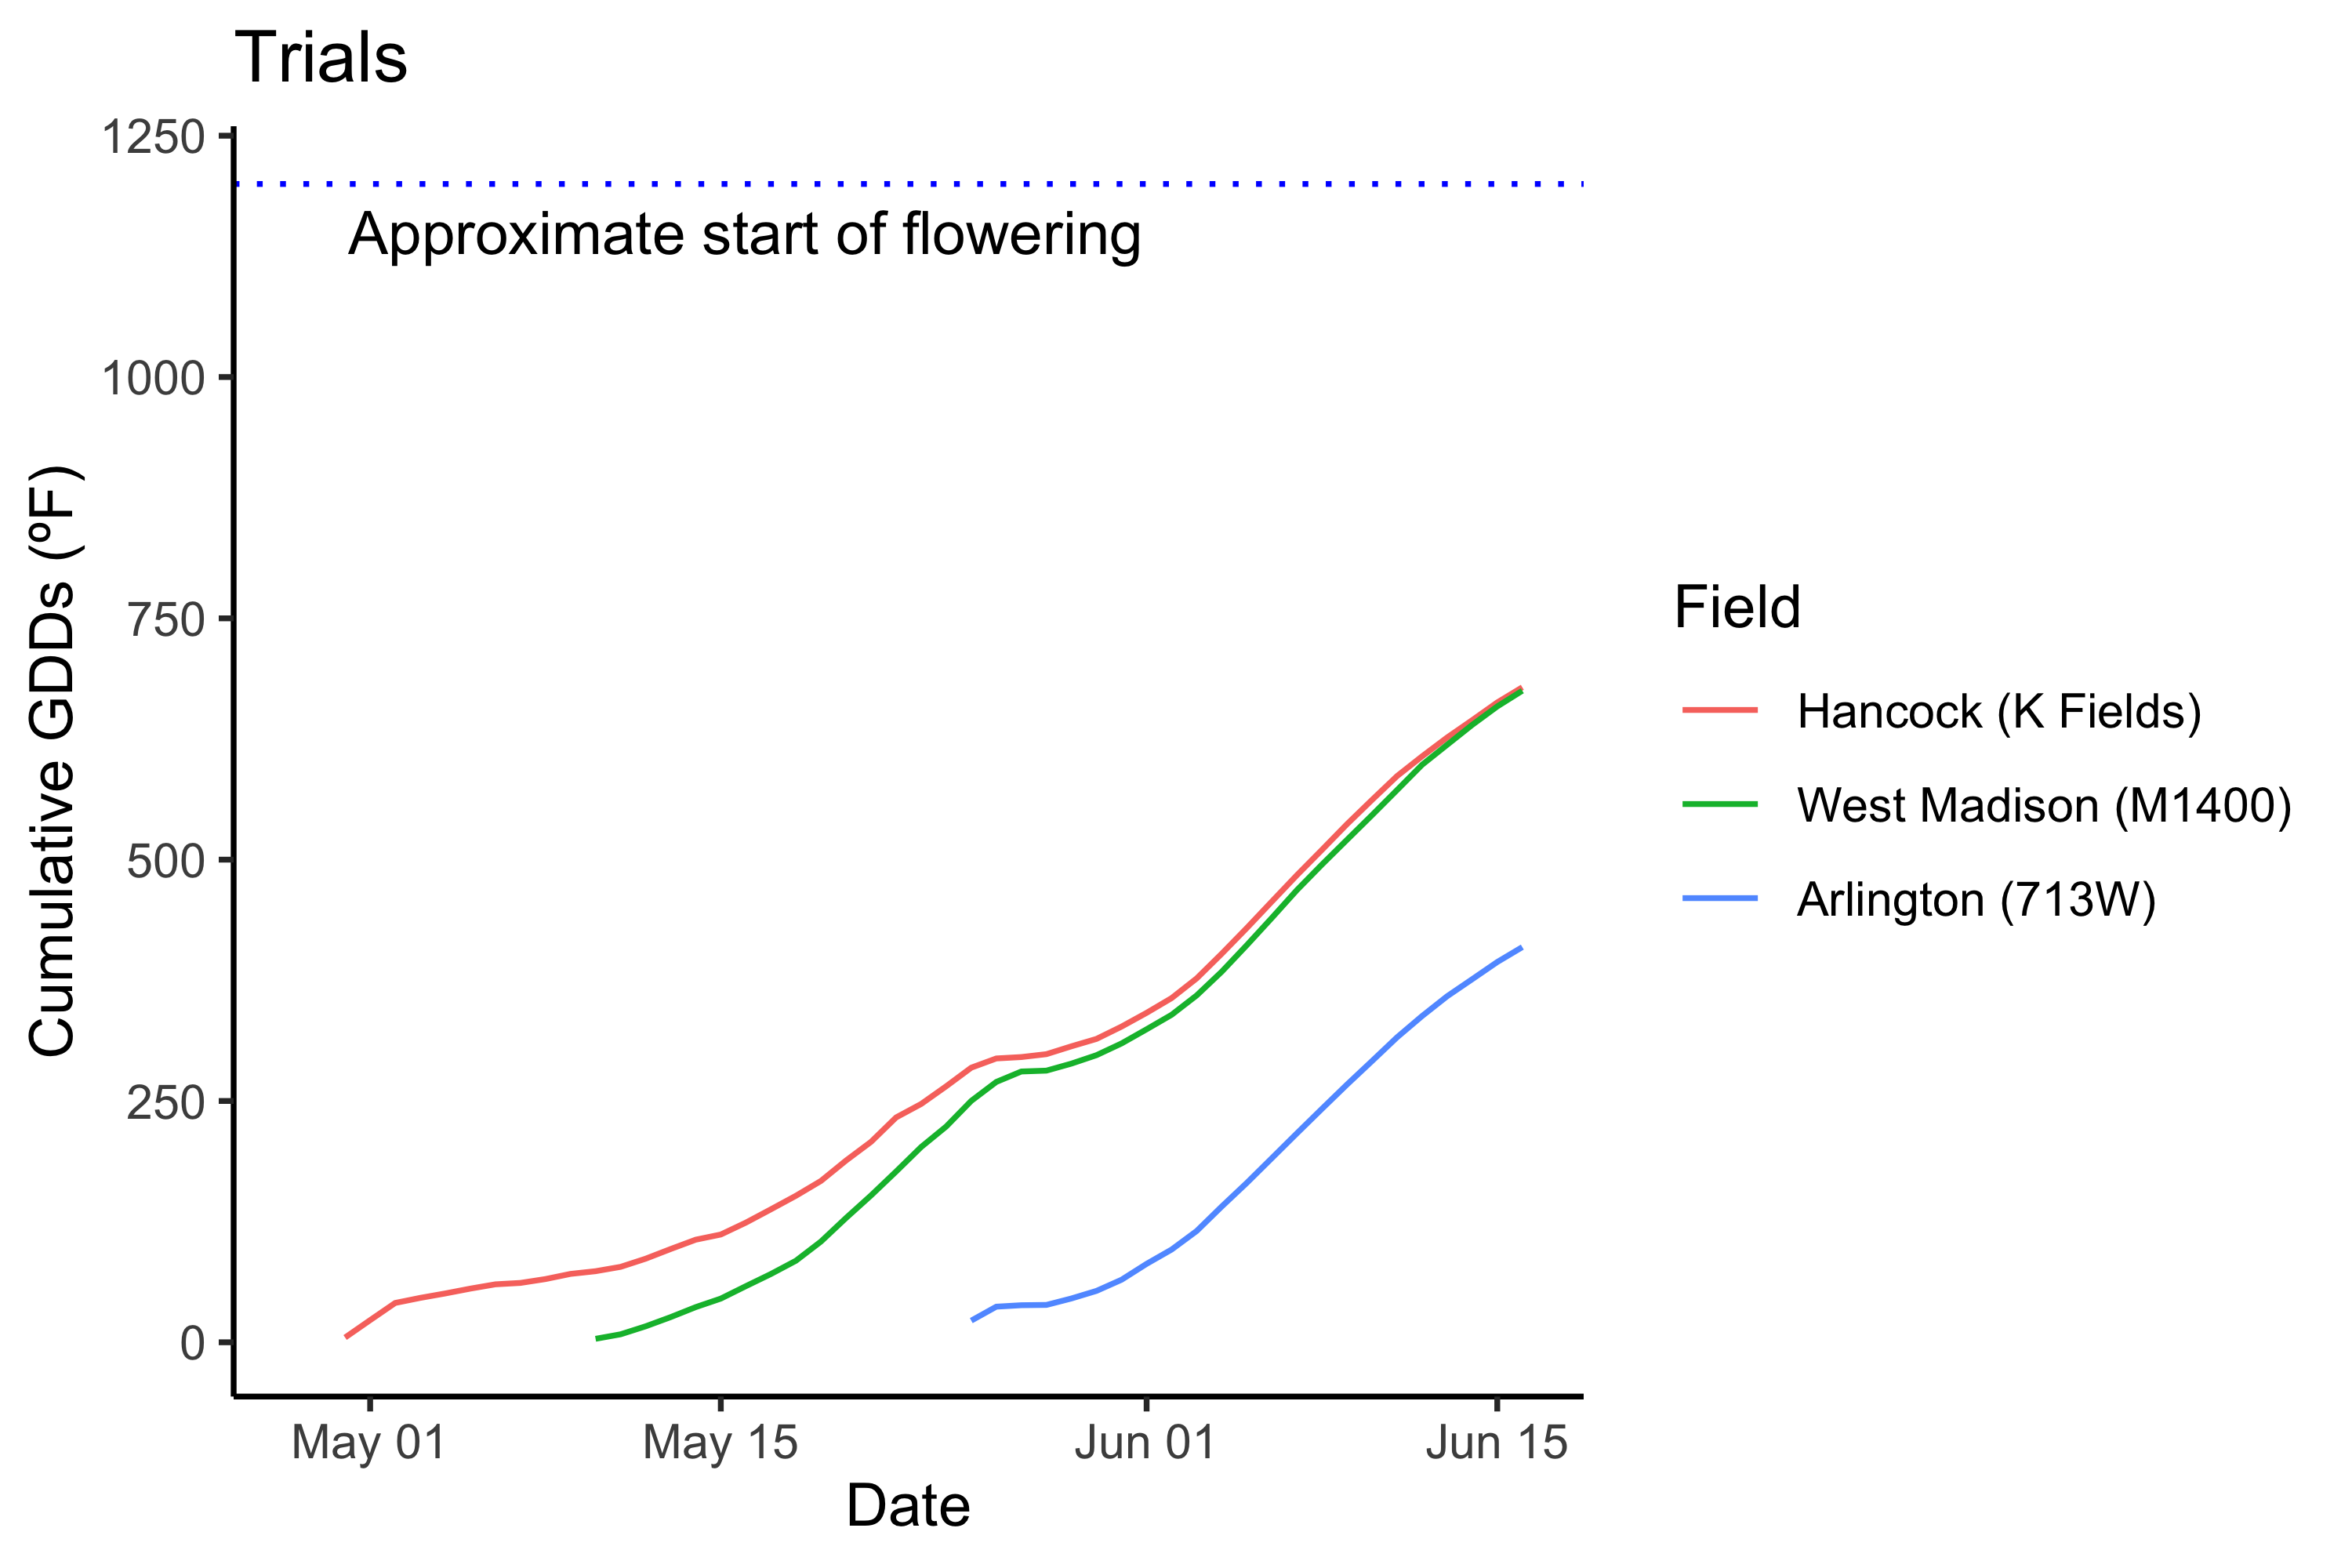 Trials
1250
Approximate start of flowering
1000
750
500
250
0
Cumulative GDDs (ºF)
May 01
May 15
Jun 01
Jun 15
Date
Field
Hancock (K Fields)
West Madison (M1400)
Arlington (713W)